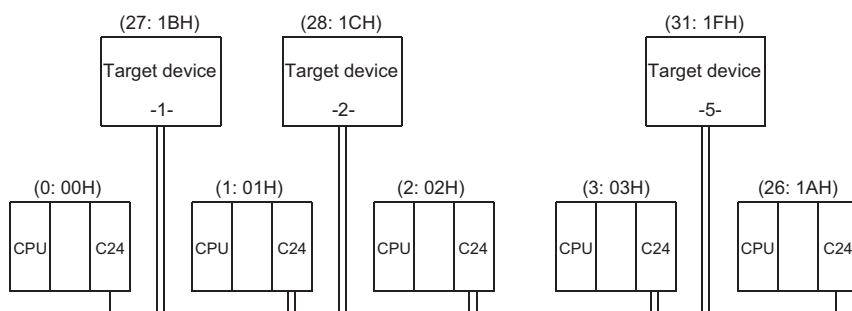 (27: 1BH) (28: 1CH) (31: 1FH)
Target device Target device Target device
-1- -2- -5-
(0: 00H) (1: 01H) (2: 02H) (3: 03H) (26: 1AH)
CPU C24 CPU C24 CPU C24 CPU C24 CPU C24